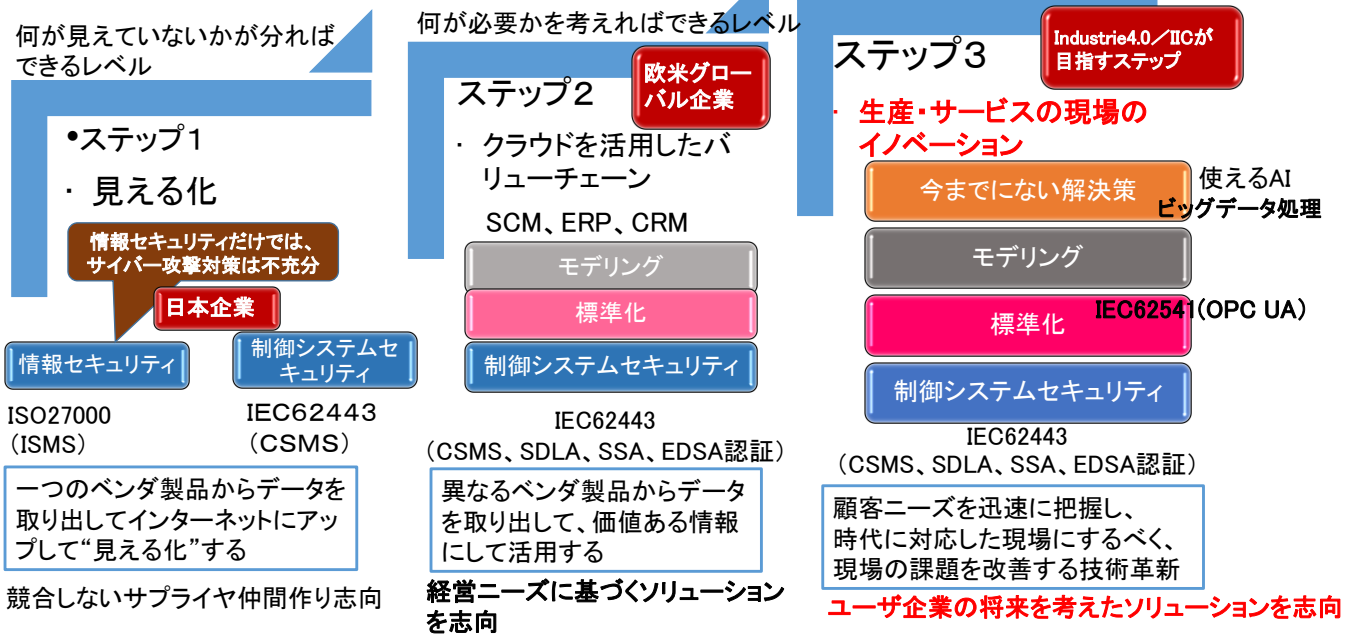 何が見えていないかが分れば
できるレベル
•ステップ1
・ 見える化
情報セキュリティだけでは、
サイバー攻撃対策は不充分
日本企業
情報セキュリティ
制御システムセ
キュリティ
ISO27000
（ISMS）
IEC62443
（CSMS）
一つのベンダ製品からデータを
取り出してインターネットにアッ
プして“見える化”する
競合しないサプライヤ仲間作り志向
何が必要かを考えればできるレベル
ステップ２
欧米グロー
バル企業
・ クラウドを活用したバ
リューチェーン
SCM、ERP、CRM
モデリング
標準化
制御システムセキュリティ
IEC62443
（CSMS、SDLA、SSA、EDSA認証）
異なるベンダ製品からデータ
を取り出して、価値ある情報
にして活用する
経営ニーズに基づくソリューション
を志向
ステップ３
Industrie4.0／IICが
目指すステップ
・ 生産・サービスの現場の
イノベーション
今までにない解決策
使えるAI
ビッグデータ処理
モデリング
標準化
IEC62541(OPC UA)
制御システムセキュリティ
IEC62443
（CSMS、SDLA、SSA、EDSA認証）
顧客ニーズを迅速に把握し、
時代に対応した現場にするべく、
現場の課題を改善する技術革新
ユーザ企業の将来を考えたソリューションを志向